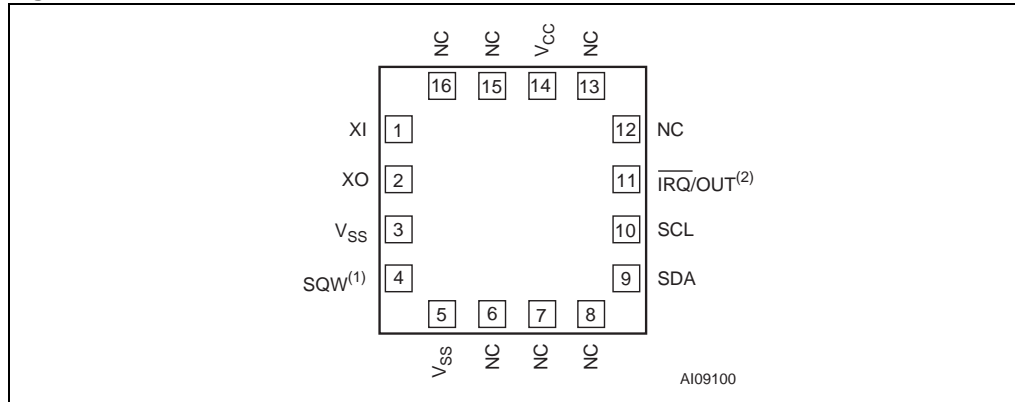 NC NC VCC NC
16 15 14 13
XI 1 12 NC
XO 2 11 IRQ/OUT(2)
VSS 3 10 SCL
SQW(1) 4 9 SDA
5 6 7 8
VSS NC NC NC
AI09100